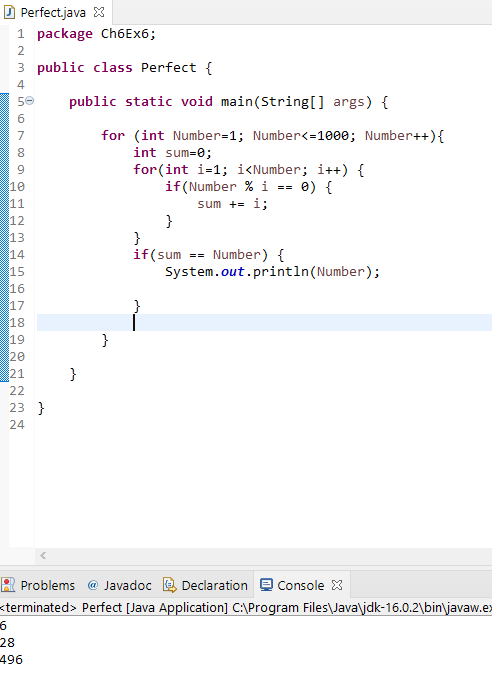 Perfect.java
1 package Ch6Ex6;
2
3 public class Perfect {
4
5 public static void main(String[] args) {
6
7 for (int Number=1; Number<=1000; Number++){
8 int sum=0;
9 for(int i=1; i<Number; i++) {
10 if(Number % i == 0) {
11 sum += i;
12 }
13 }
14 if(sum == Number) {
15 System.out.println(Number);
16
17 }
18
19 }
20
21 }
22
23 }
24
Problems @ Javadoc Declaration Console
<terminated> Perfect [Java Application] C:\Program Files\Java\jdk-16.0.2\bin\javaw.ex
6
28
496